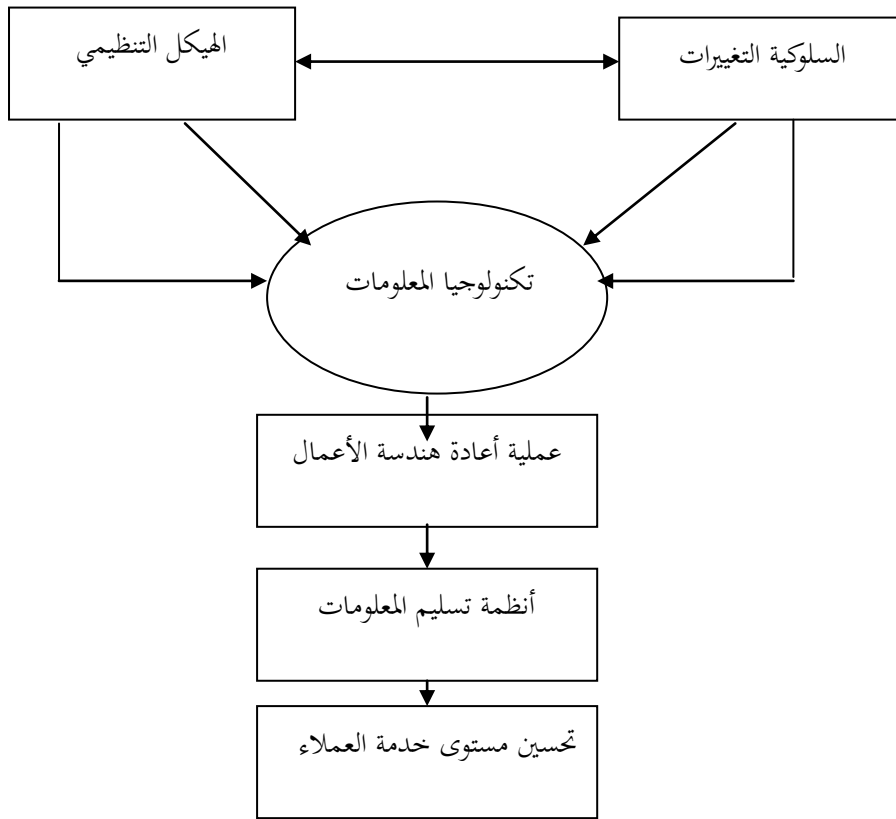 السلوكية التغييرات
الهيكل التنظيمي
تكنولوجيا المعلومات
عملية أعادة هندسة الأعمال
أنظمة تسليم المعلومات
تحسين مستوى خدمة العملاء